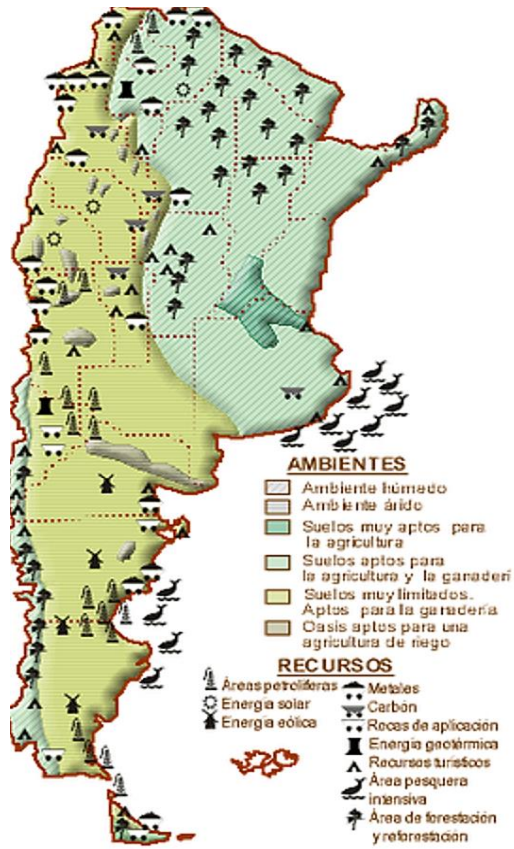 AMBIENTES
Ambiente húmedo
Ambiente árido
Suelos muy aptos para
la agricultura
Suelos aptos para
la agricultura y la ganaderí
Suelos muy limitados.
Aptos para la ganadería
Oasis aptos para una
agricultura de riego
RECURSOS
Áreas petrolíferas
Energía solar
Energía eólica
Metales
Carbón
Rocas de aplicación
Energía geotérmica
Recursos turísticos
Área pesquera
intensiva
Área de forestación
y reforestación